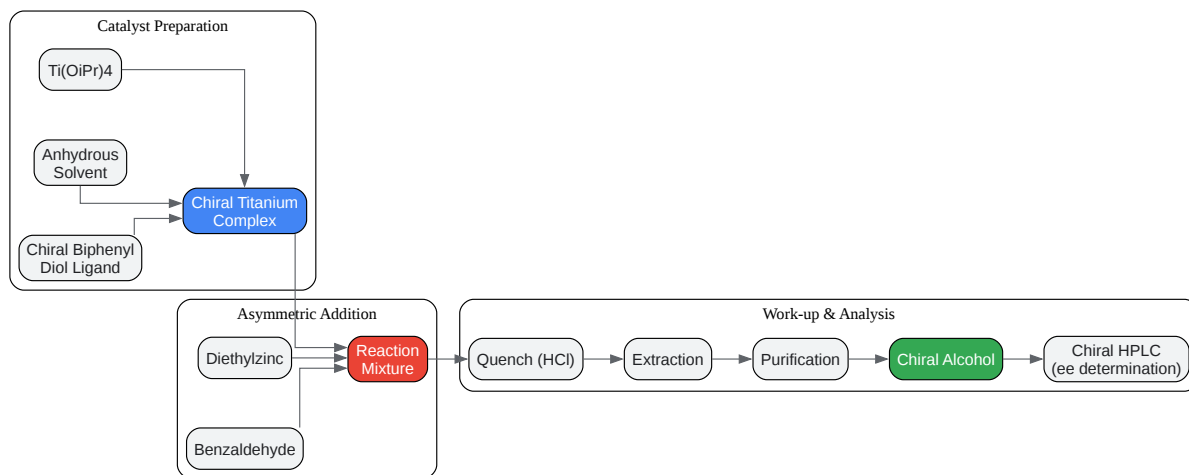 Catalyst Preparation
Ti(OiPr)4
Anhydrous
Solvent
Chiral Titanium
Complex
Chiral Biphenyl
Diol Ligand
Asymmetric Addition
Diethylzinc
Reaction
Mixture
Benzaldehyde
Work-up & Analysis
Quench (HCl)
Extraction
Purification
Chiral Alcohol
Chiral HPLC
(ee determination)